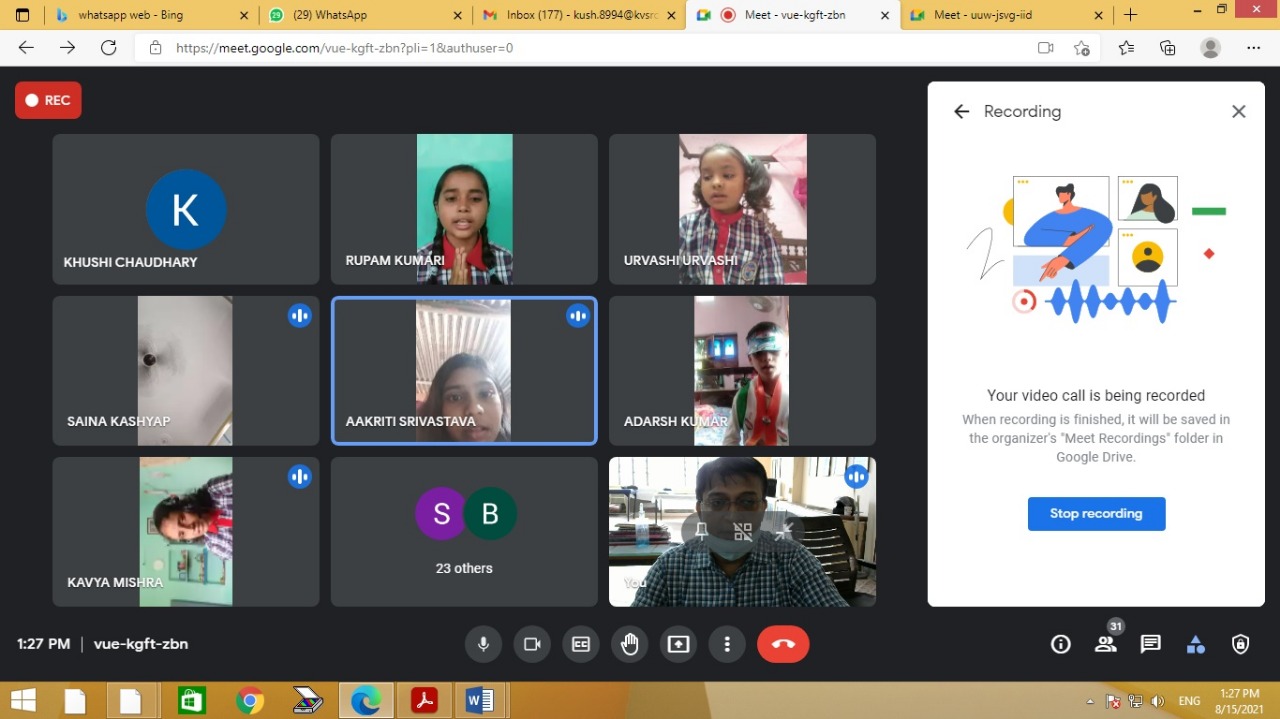 whatsapp web - Bing
(29) WhatsApp
Inbox (177) - kush.8994@kvsrc
Meet - vue-kgft-zbn
Meet - uuw-jsvg-iid
https://meet.google.com/vue-kgft-zbn?pli=1&authuser=0
REC
Recording
K
KHUSHI CHAUDHARY
RUPAM KUMARI
URVASHI URVASHI
SAINA KASHYAP
AAKRITI SRIVASTAVA
ADARSH KUMAR
Your video call is being recorded
When recording is finished, it will be saved in
the organizer's "Meet Recordings" folder in
Google Drive.
Stop recording
KAVYA MISHRA
S B
23 others
You
1:27 PM | vue-kgft-zbn
CC
31
W
ENG
1:27 PM
8/15/2021